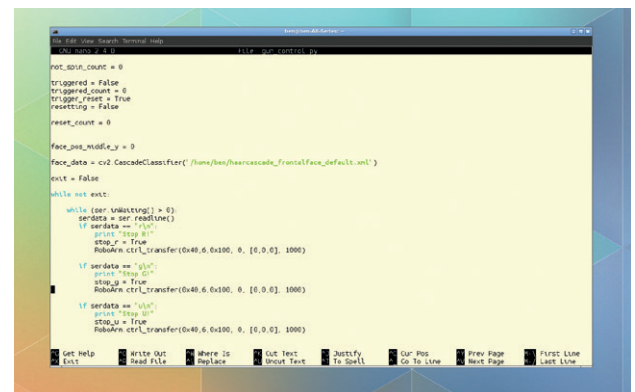 File Edit View Search Terminal Help
GNU nano 2 4 0 File gun_control py
not_spin_count = 0
triggered = False
triggered_count = 0
trigger_reset = True
resetting = False
reset_count = 0
face_pos_middle_y = 0
face_data = cv2.CascadeClassifier('/home/ben/haarcascade_frontalface_default.xml')
exit = False
while not exit:
while (ser.inWaiting() > 0):
serdata = ser.readline()
if serdata == "r\n":
print "Stop R!"
stop_r = True
RoboArm.ctrl_transfer(0x40,6,0x100, 0, [0,0,0], 1000)
if serdata == "g\n":
print "Stop G!"
stop_g = True
RoboArm.ctrl_transfer(0x40,6,0x100, 0, [0,0,0], 1000)
if serdata == "u\n":
print "Stop U!"
stop_u = True
RoboArm.ctrl_transfer(0x40,6,0x100, 0, [0,0,0], 1000)
^G Get Help ^O Write Out ^W Where Is ^K Cut Text ^J Justify ^C Cur Pos ^Y Prev Page M-\ First Line
^X Exit ^R Read File ^\ Replace ^U Uncut Text ^T To Spell ^_ Go To Line ^V Next Page M-/ Last Line